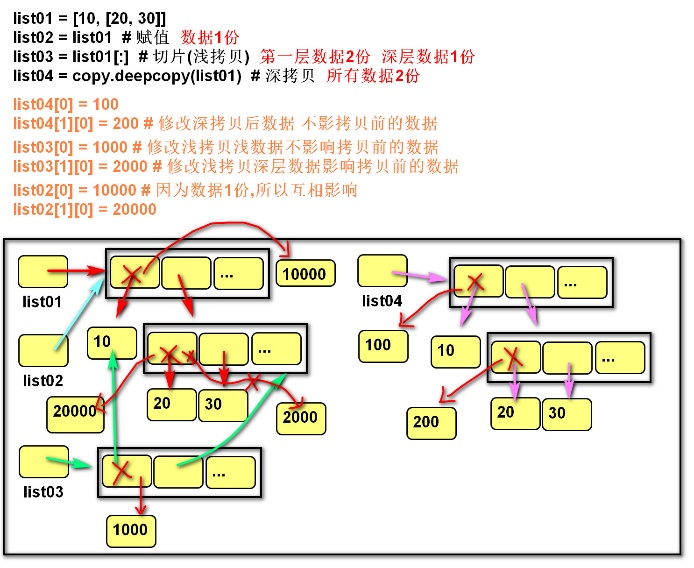 list01 = [10, [20, 30]]
list02 = list01 # 赋值 数据1份
list03 = list01[:] # 切片(浅拷贝) 第一层数据2份 深层数据1份
list04 = copy.deepcopy(list01) # 深拷贝 所有数据2份
list04[0] = 100
list04[1][0] = 200 # 修改深拷贝后数据 不影拷贝前的数据
list03[0] = 1000 # 修改浅拷贝浅数据不影响拷贝前的数据
list03[1][0] = 2000 # 修改浅拷贝深层数据影响拷贝前的数据
list02[0] = 10000 # 因为数据1份,所以互相影响
list02[1][0] = 20000
...
10000
list01
...
list04
10
...
100
10
...
list02
20000
20
30
2000
200
20
30
list03
...
1000